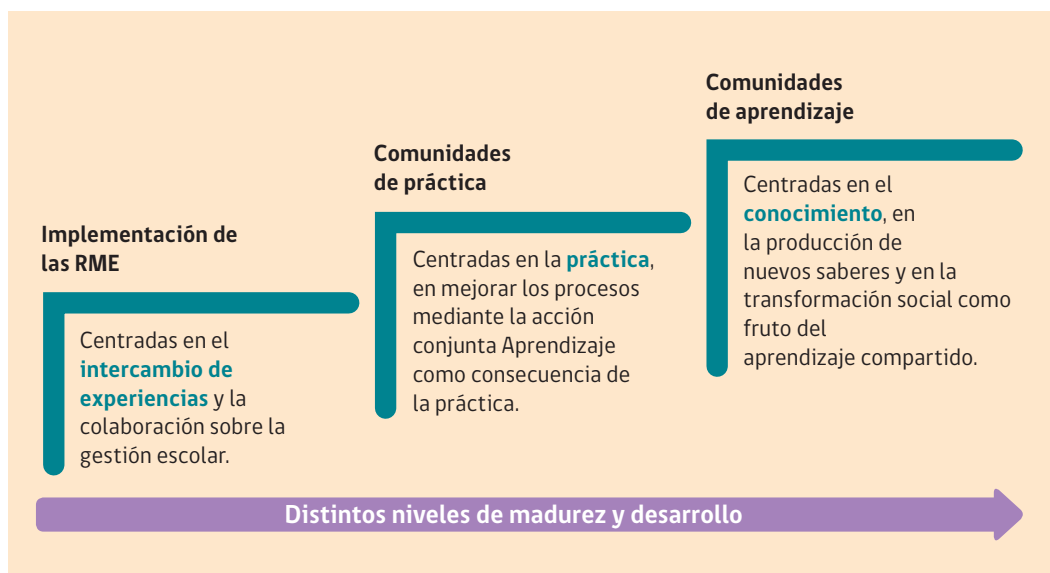 Implementación de
las RME
Centradas en el
intercambio de
experiencias y la
colaboración sobre la
gestión escolar.
Comunidades
de práctica
Centradas en la práctica,
en mejorar los procesos
mediante la acción
conjunta Aprendizaje
como consecuencia de
la práctica.
Comunidades
de aprendizaje
Centradas en el
conocimiento, en
la producción de
nuevos saberes y en la
transformación social como
fruto del
aprendizaje compartido.
Distintos niveles de madurez y desarrollo